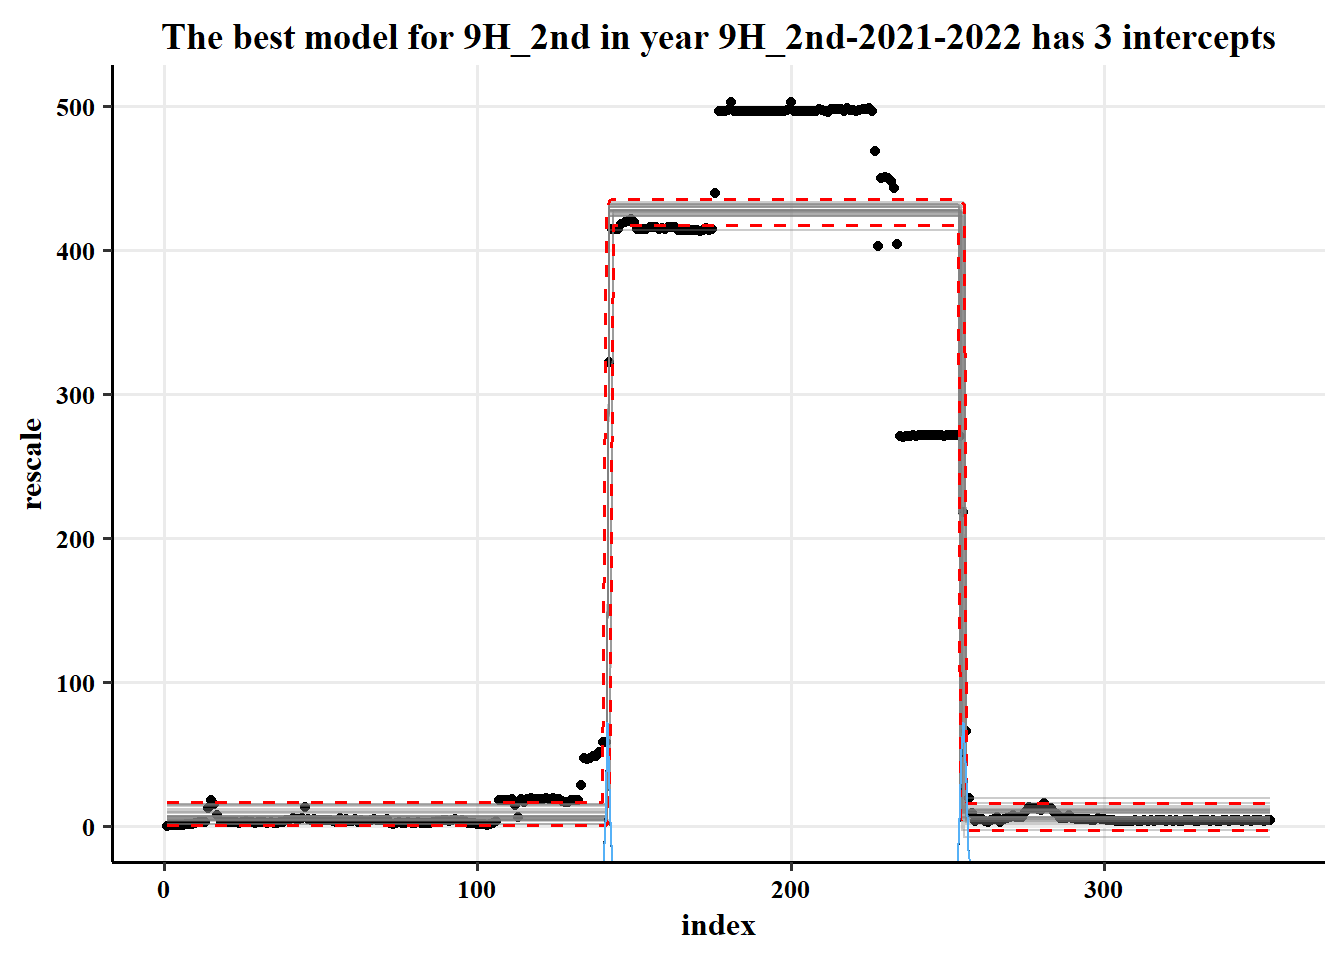 The best model for 9H_2nd in year 9H_2nd-2021-2022 has 3 intercepts
500
400
300
200
100
0
rescale
0 100 200 300
index